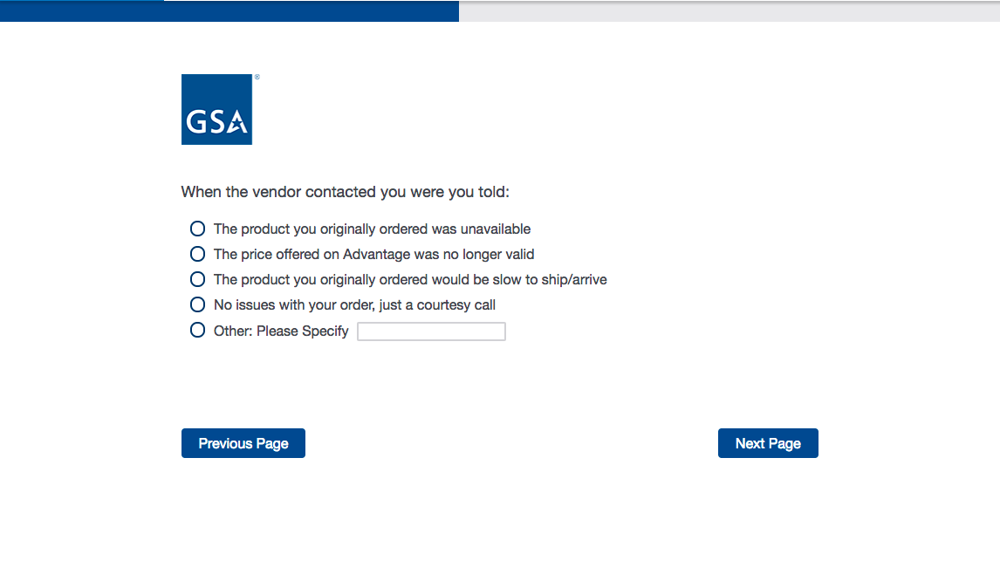 GSA®
When the vendor contacted you were you told:
The product you originally ordered was unavailable
The price offered on Advantage was no longer valid
The product you originally ordered would be slow to ship/arrive
No issues with your order, just a courtesy call
Other: Please Specify
Previous Page Next Page